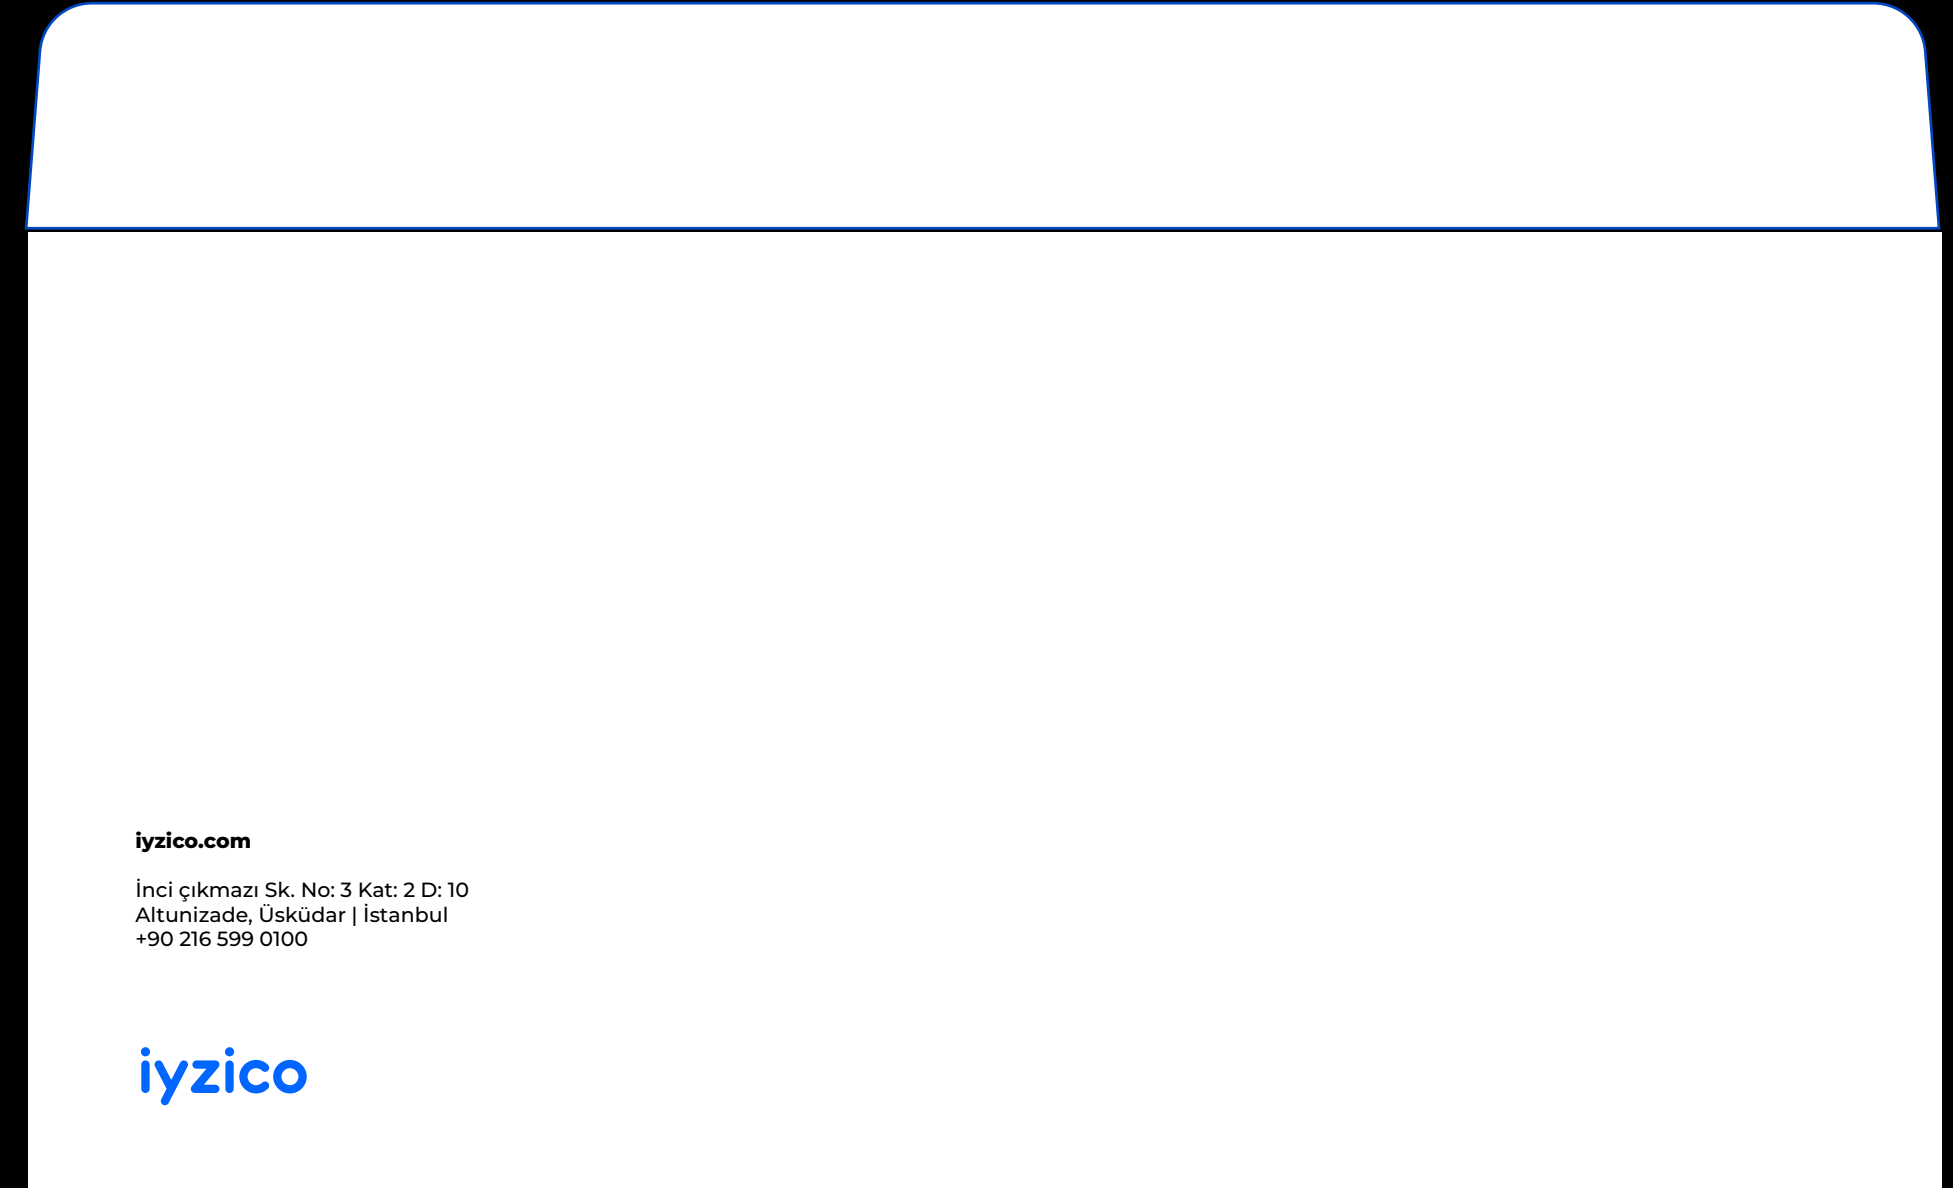 iyzico.com
İnci çıkmazı Sk. No: 3 Kat: 2 D: 10
Altunizade, Üsküdar | İstanbul
+90 216 599 0100
iyzico